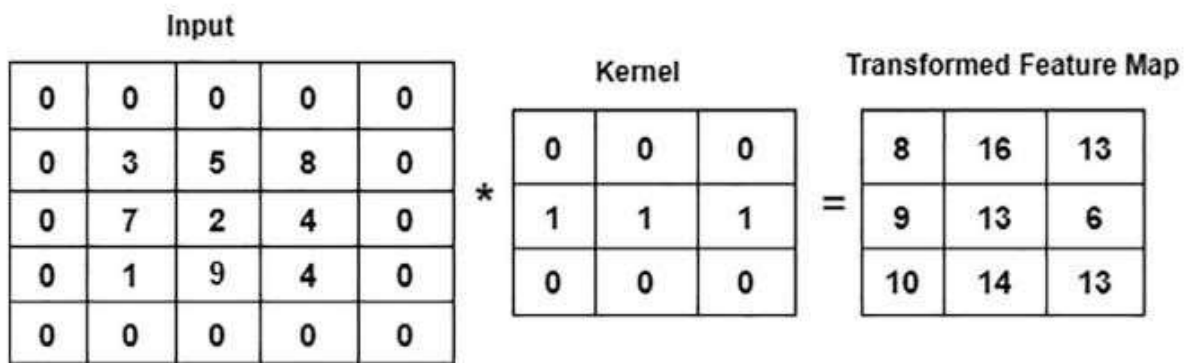 Input
0 0 0 0 0
0 3 5 8 0
0 7 2 4 0
0 1 9 4 0
0 0 0 0 0
*
Kernel
0 0 0
1 1 1
0 0 0
=
Transformed Feature Map
8 16 13
9 13 6
10 14 13